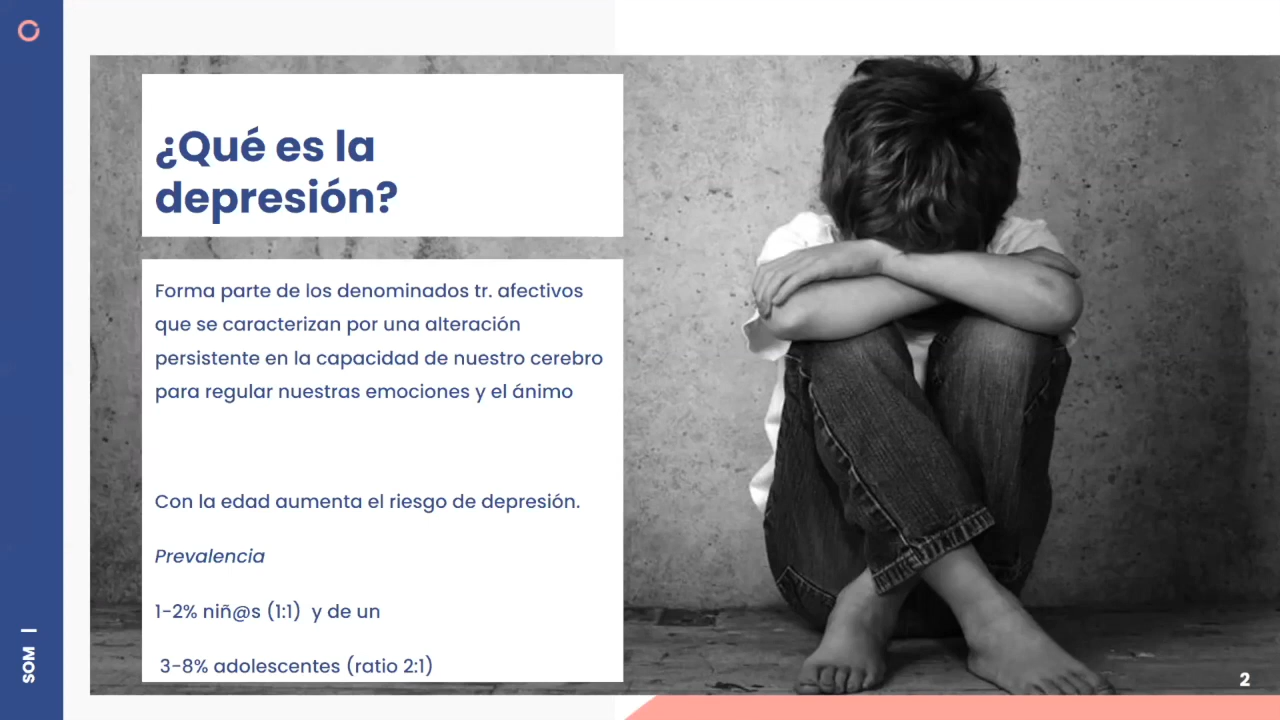 ¿Qué es la
depresión?
Forma parte de los denominados tr. afectivos
que se caracterizan por una alteración
persistente en la capacidad de nuestro cerebro
para regular nuestras emociones y el ánimo
Con la edad aumenta el riesgo de depresión.
Prevalencia
1-2% niñ@s (1:1)  y de un
3-8% adolescentes (ratio 2:1)
SOM |
2